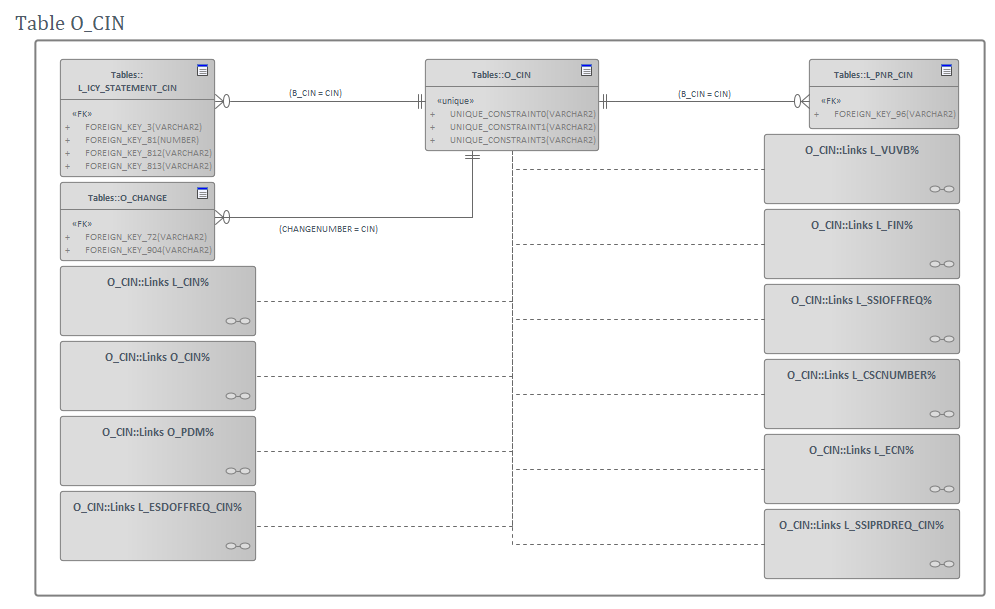 Table O_CIN
Tables::
L_ICY_STATEMENT_CIN
«FK»
+ FOREIGN_KEY_3(VARCHAR2)
+ FOREIGN_KEY_81(NUMBER)
+ FOREIGN_KEY_812(VARCHAR2)
+ FOREIGN_KEY_813(VARCHAR2)
(B_CIN = CIN)
Tables::O_CIN
«unique»
+ UNIQUE_CONSTRAINT0(VARCHAR2)
+ UNIQUE_CONSTRAINT1(VARCHAR2)
+ UNIQUE_CONSTRAINT3(VARCHAR2)
(B_CIN = CIN)
Tables::L_PNR_CIN
«FK»
+ FOREIGN_KEY_96(VARCHAR2)
Tables::O_CHANGE
«FK»
+ FOREIGN_KEY_72(VARCHAR2)
+ FOREIGN_KEY_904(VARCHAR2)
(CHANGENUMBER = CIN)
O_CIN::Links L_CIN%
O_CIN::Links O_CIN%
O_CIN::Links O_PDM%
O_CIN::Links L_ESDOFFREQ_CIN%
O_CIN::Links L_VUVB%
O_CIN::Links L_FIN%
O_CIN::Links L_SSIOFFREQ%
O_CIN::Links L_CSCNUMBER%
O_CIN::Links L_ECN%
O_CIN::Links L_SSIPRDREQ_CIN%